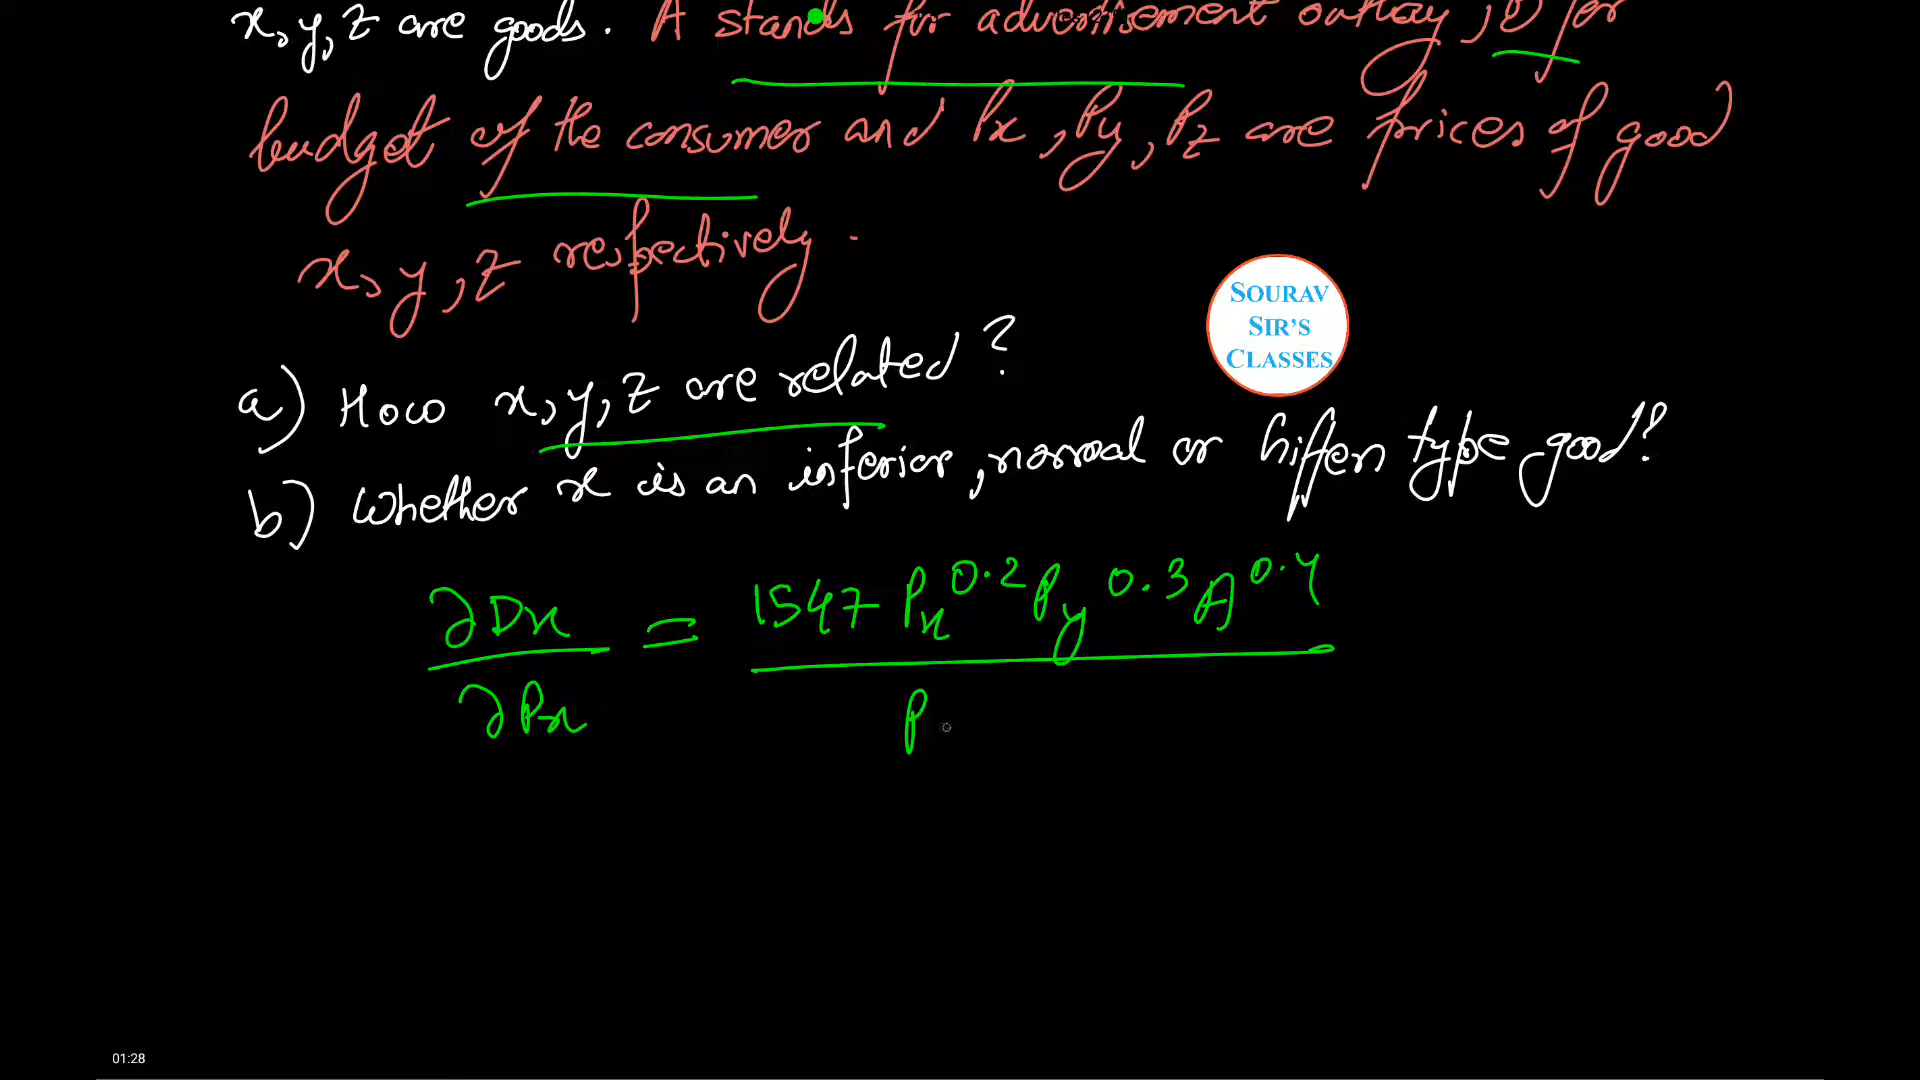 x, y, z are goods. A stands for advertisement outlay, B for
budget of the consumer and Px, Py, Pz are prices of good
x, y, z respectively.
SOURAV
SIR'S
CLASSES
a) How x, y, z are related?
b) Whether x is an inferior, normal or Giffen type good?
∂Dx/∂Px = 1547 Px^0.2 Py^0.3 A^0.4 / P
01:28